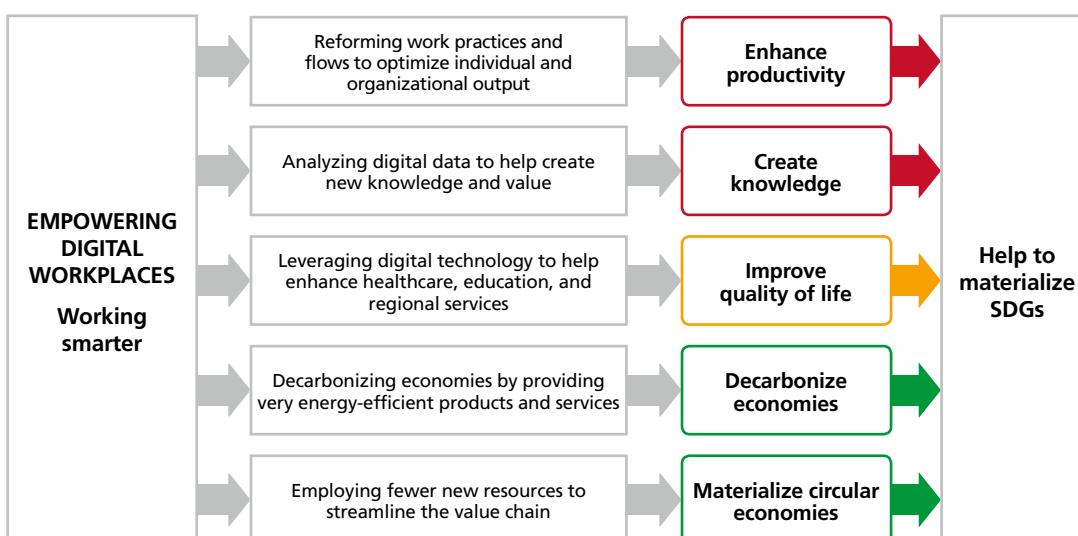 EMPOWERING
DIGITAL
WORKPLACES
Working
smarter
Reforming work practices and
flows to optimize individual and
organizational output
Enhance
productivity
Analyzing digital data to help create
new knowledge and value
Create
knowledge
Leveraging digital technology to help
enhance healthcare, education, and
regional services
Improve
quality of life
Decarbonizing economies by providing
very energy-efficient products and services
Decarbonize
economies
Employing fewer new resources to
streamline the value chain
Materialize circular
economies
Help to
materialize
SDGs